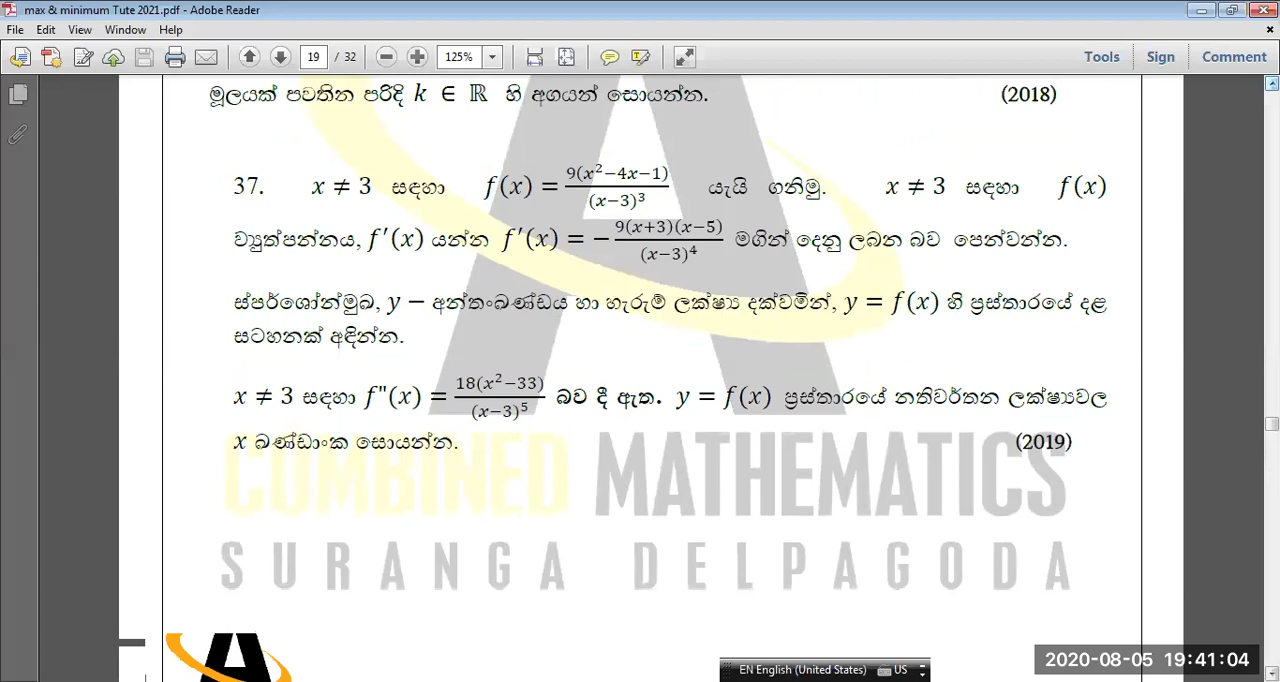 max & minimum Tute 2021.pdf - Adobe Reader
File Edit View Window Help
19 / 32 125% Tools Sign Comment
මූලයක් පවතින පරිදි k ∈ ℝ හි අගයන් සොයන්න. (2018)
37. x ≠ 3 සඳහා f(x) = 9(x²−4x−1)/(x−3)³ යැයි ගනිමු. x ≠ 3 සඳහා f(x)
ව්‍යුත්පන්නය, f′(x) යන්න f′(x) = − 9(x+3)(x−5)/(x−3)⁴ මගින් දෙනු ලබන බව පෙන්වන්න.
ස්පර්ශෝන්මුඛ, y − අන්තඃඛණ්ඩය හා හැරුම් ලක්ෂ්‍ය දක්වමින්, y = f(x) හි ප්‍රස්තාරයේ දළ
සටහනක් අඳින්න.
x ≠ 3 සඳහා f"(x) = 18(x²−33)/(x−3)⁵ බව දී ඇත. y = f(x) ප්‍රස්තාරයේ නතිවර්තන ලක්ෂ්‍යවල
x ඛණ්ඩාංක සොයන්න. (2019)
COMBINED MATHEMATICS
SURANGA DELPAGODA
EN English (United States) US
2020-08-05 19:41:04